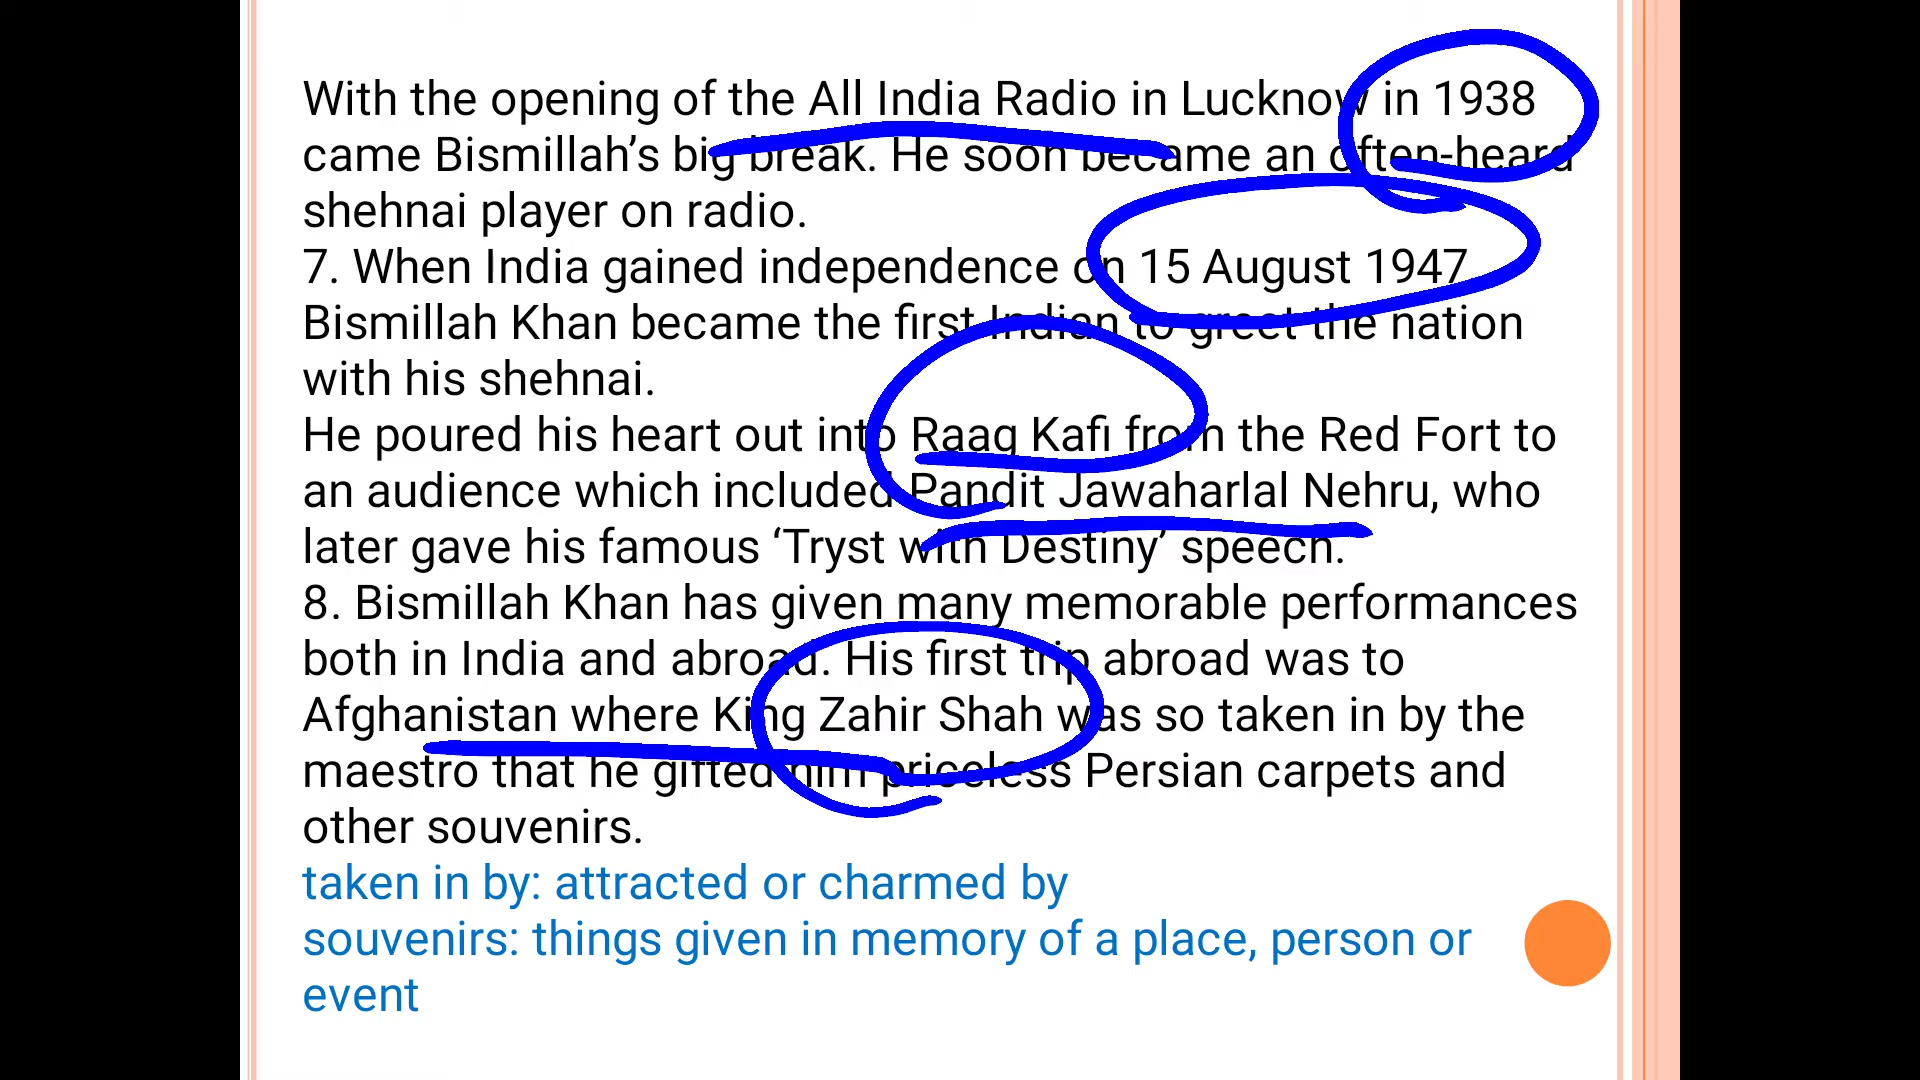 With the opening of the All India Radio in Lucknow in 1938
came Bismillah’s big break. He soon became an often-heard
shehnai player on radio.
7. When India gained independence on 15 August 1947
Bismillah Khan became the first Indian to greet the nation
with his shehnai.
He poured his heart out into Raag Kafi from the Red Fort to
an audience which included Pandit Jawaharlal Nehru, who
later gave his famous ‘Tryst with Destiny’ speech.
8. Bismillah Khan has given many memorable performances
both in India and abroad. His first trip abroad was to
Afghanistan where King Zahir Shah was so taken in by the
maestro that he gifted him priceless Persian carpets and
other souvenirs.
taken in by: attracted or charmed by
souvenirs: things given in memory of a place, person or
event